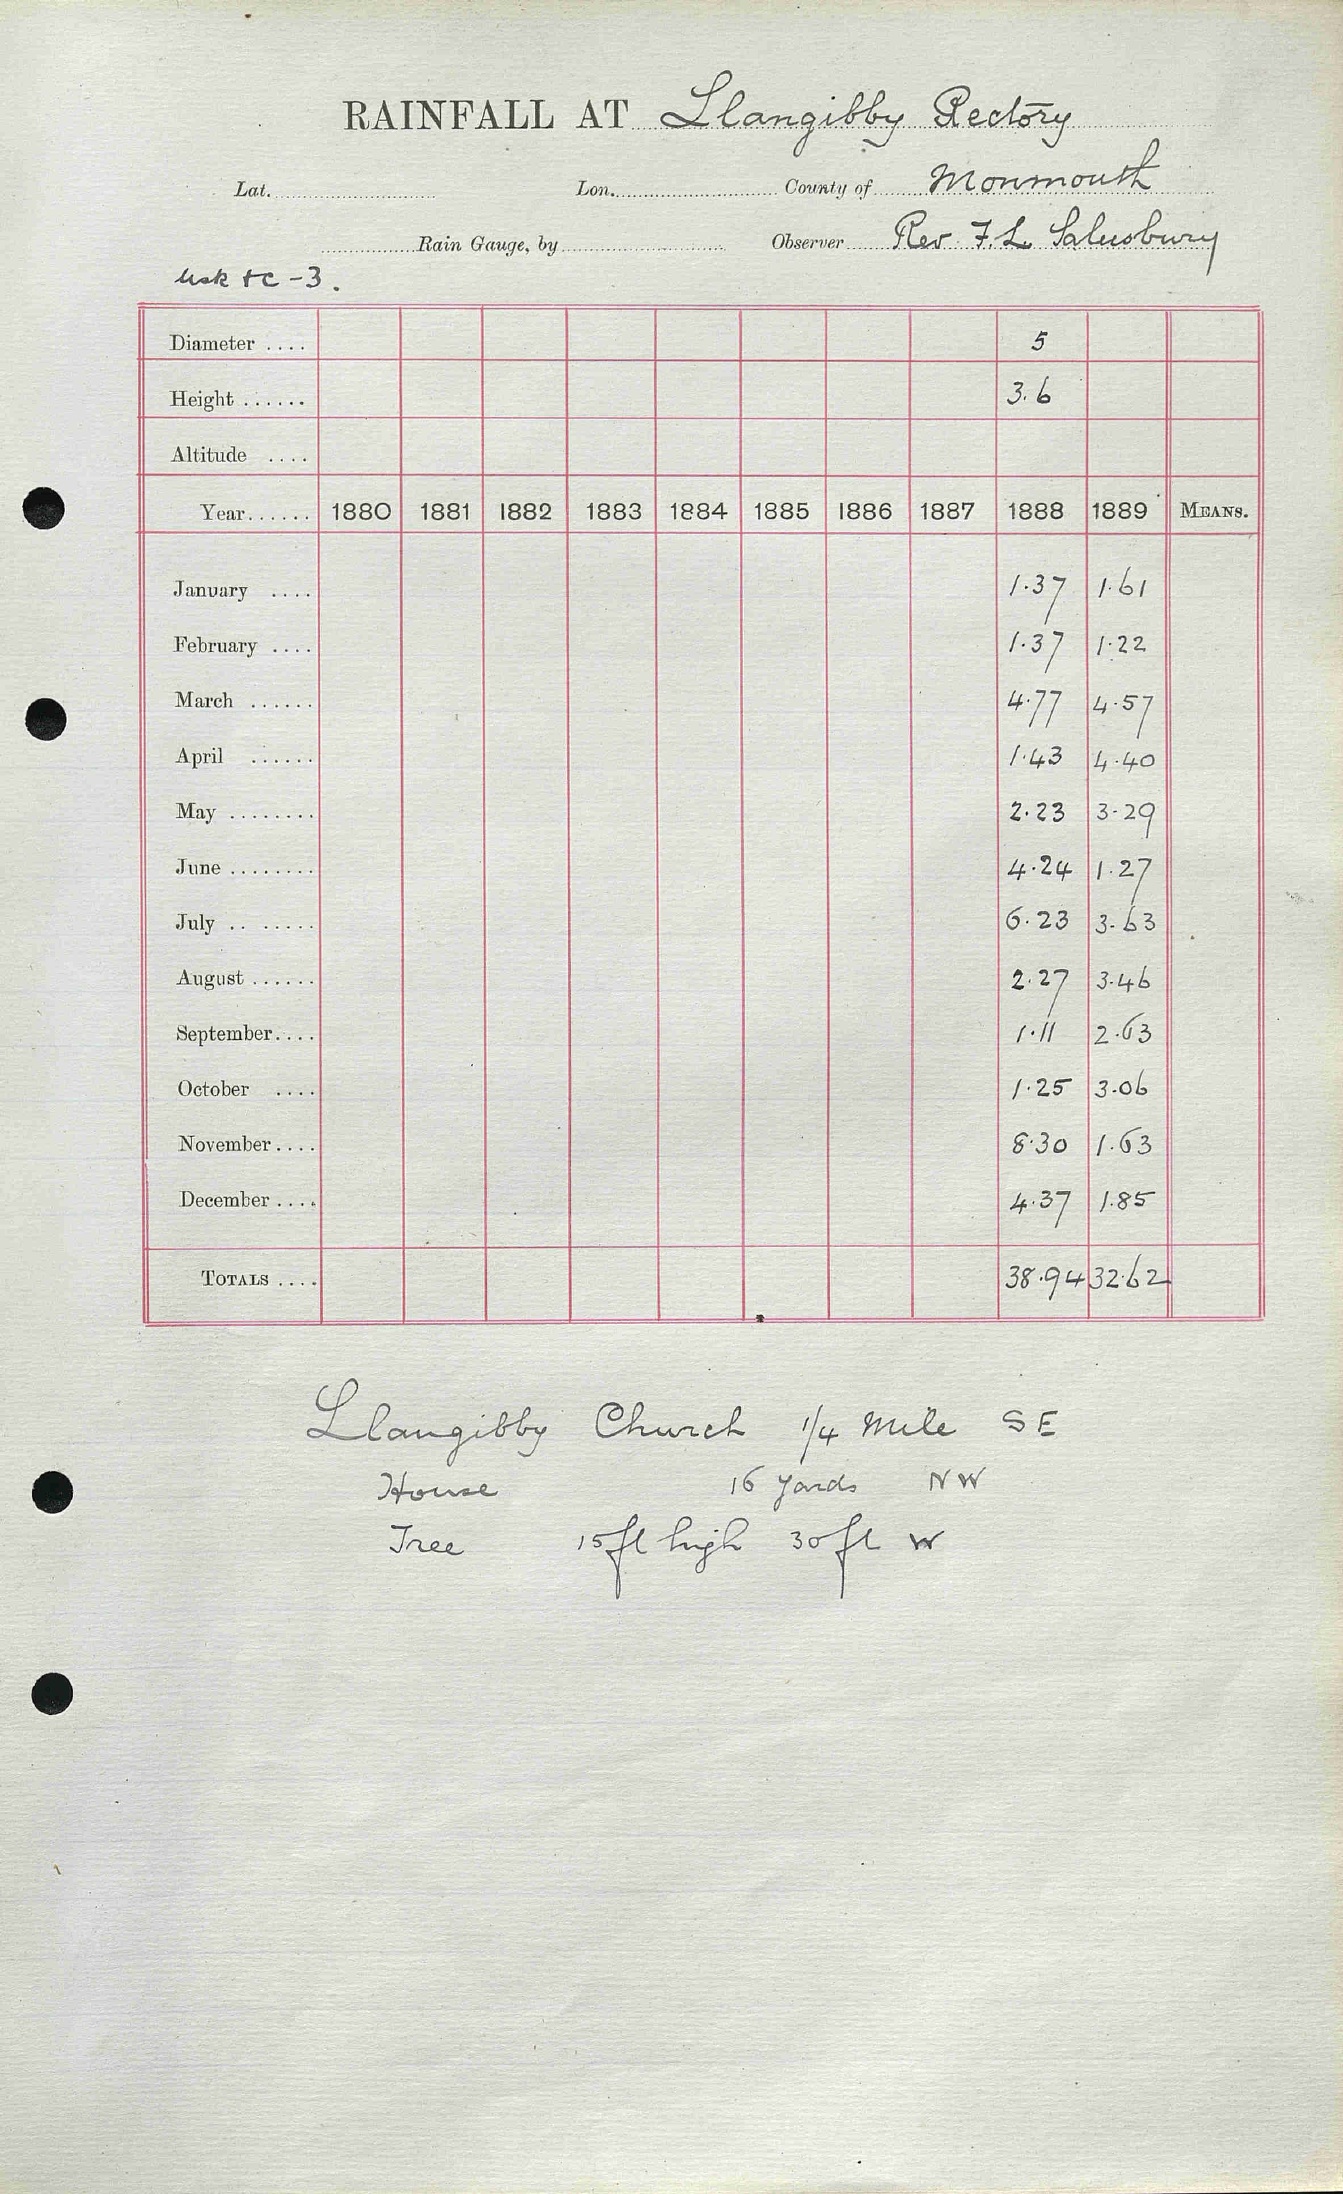 RAINFALL AT Llangibby Rectory
Lat. Lon. County of Monmouth
Rain Gauge, by Observer Rev. F. L. Salusbury
Usk &c - 3.
Diameter .... 5
Height ...... 3.6
Altitude ....
Year...... 1880 1881 1882 1883 1884 1885 1886 1887 1888 1889 MEANS.
January .... 1.37 1.61
February .... 1.37 1.22
March ...... 4.77 4.57
April ...... 1.43 4.40
May ........ 2.23 3.29
June ........ 4.24 1.27
July .. ...... 6.23 3.63
August ...... 2.27 3.46
September.... 1.11 2.63
October .... 1.25 3.06
November.... 8.30 1.63
December .... 4.37 1.85
TOTALS .... 38.94 32.62
Llangibby Church 1/4 Mile SE
House 16 yards NW
Tree 15ft high 30 ft W